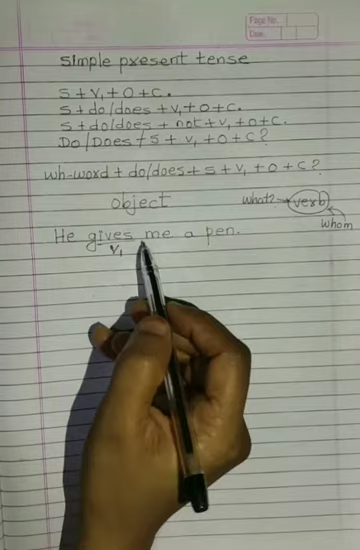 Page No.
Date.
Simple present tense
S + V1 + O + C.
S + do/does + V1 + O + C.
S + do/does + not + V1 + O + C.
Do/Does + S + V1 + O + C?
Wh-word + do/does + S + V1 + O + C?
object
what? → verb
whom
He gives me a pen.
V1